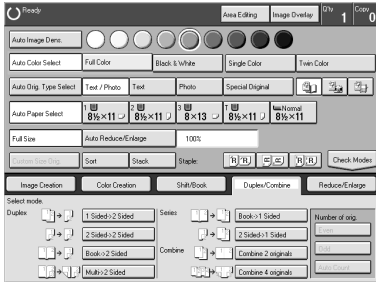 Ready Area Editing Image Overlay Q'ty 1 Copy 0
Auto Image Dens.
Auto Color Select Full Color Black & White Single Color Twin Color
Auto Orig. Type Select Text / Photo Text Photo Special Original
Auto Paper Select 1 8½×11 2 8½×11 3 8×13 T 8½×11 Normal 8½×11
Full Size Auto Reduce/Enlarge 100%
Custom Size Orig. Sort Stack Staple: Check Modes
Image Creation Color Creation Shift/Book Duplex/Combine Reduce/Enlarge
Select mode.
Duplex 1 Sided->2 Sided Series Book->1 Sided Number of orig.
2 Sided->2 Sided 2 Sided->1 Sided Even
Book->2 Sided Combine Combine 2 originals Odd
Multi->2 Sided Combine 4 originals Auto Count